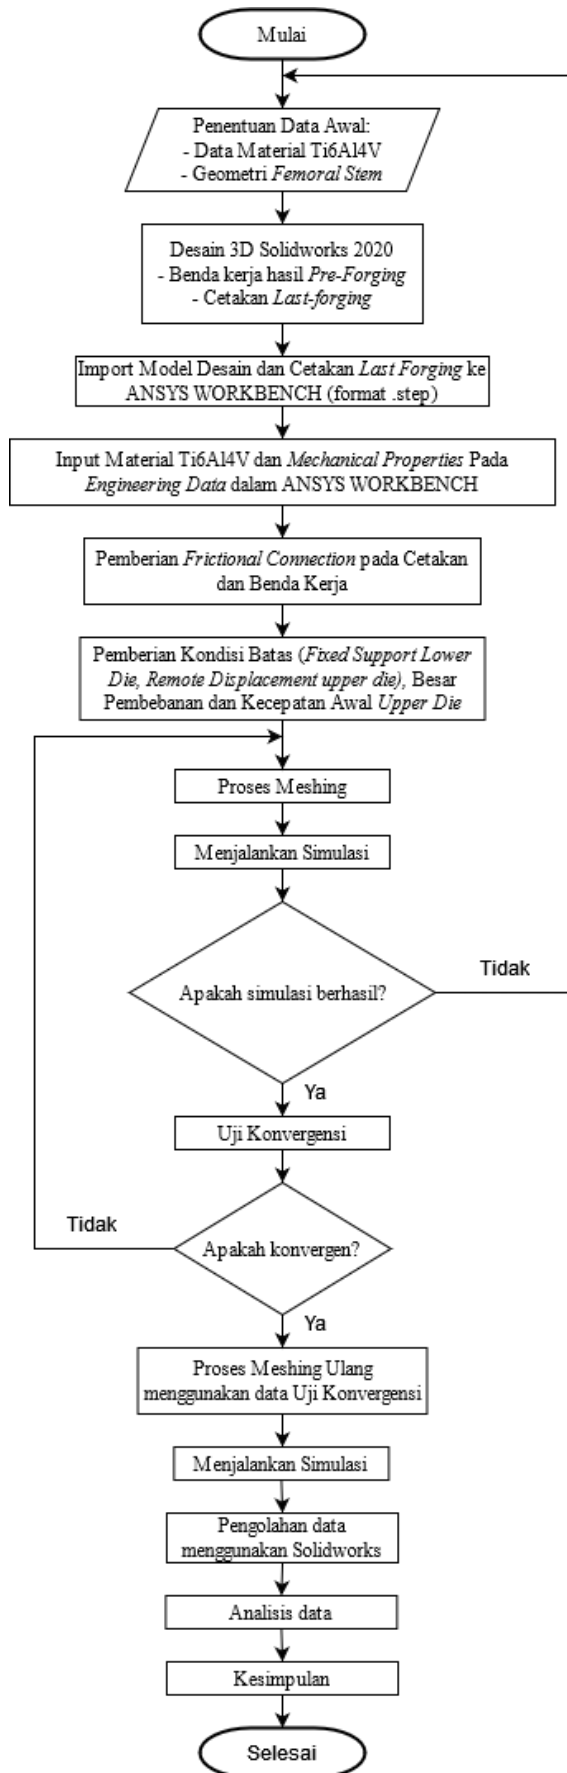 Mulai
Penentuan Data Awal:
- Data Material Ti6Al4V
- Geometri Femoral Stem
Desain 3D Solidworks 2020
- Benda kerja hasil Pre-Forging
- Cetakan Last-forging
Import Model Desain dan Cetakan Last Forging ke
ANSYS WORKBENCH (format .step)
Input Material Ti6Al4V dan Mechanical Properties Pada
Engineering Data dalam ANSYS WORKBENCH
Pemberian Frictional Connection pada Cetakan
dan Benda Kerja
Pemberian Kondisi Batas (Fixed Support Lower
Die, Remote Displacement upper die), Besar
Pembebanan dan Kecepatan Awal Upper Die
Proses Meshing
Menjalankan Simulasi
Apakah simulasi berhasil?
Tidak
Ya
Uji Konvergensi
Tidak
Apakah konvergen?
Ya
Proses Meshing Ulang
menggunakan data Uji Konvergensi
Menjalankan Simulasi
Pengolahan data
menggunakan Solidworks
Analisis data
Kesimpulan
Selesai